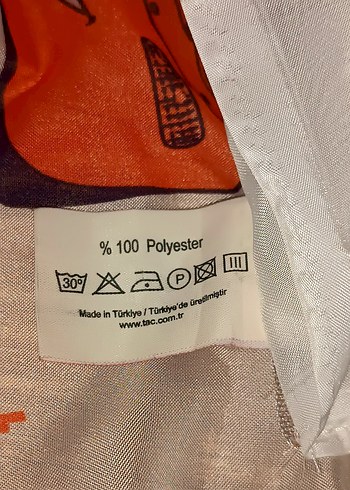 % 100 Polyester
30° P
Made in Türkiye / Türkiye'de üretilmiştir
www.tac.com.tr